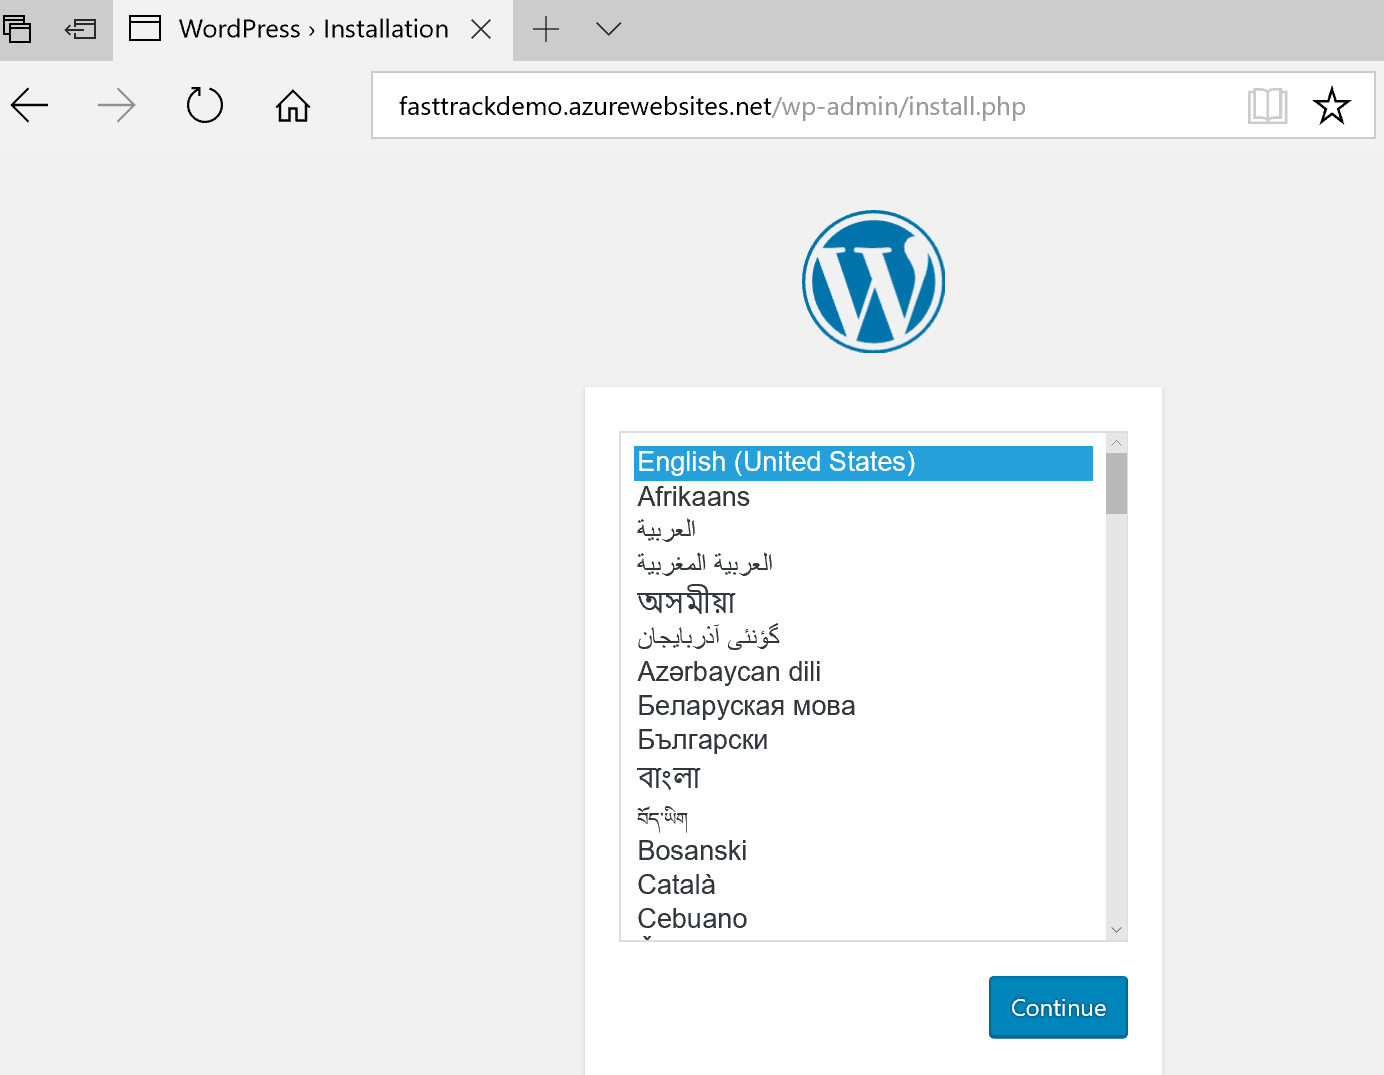 WordPress › Installation
fasttrackdemo.azurewebsites.net/wp-admin/install.php
English (United States)
Afrikaans
العربية
العربية المغربية
অসমীয়া
گؤنئی آذربایجان
Azərbaycan dili
Беларуская мова
Български
বাংলা
བོད་ཡིག
Bosanski
Català
Cebuano
Continue